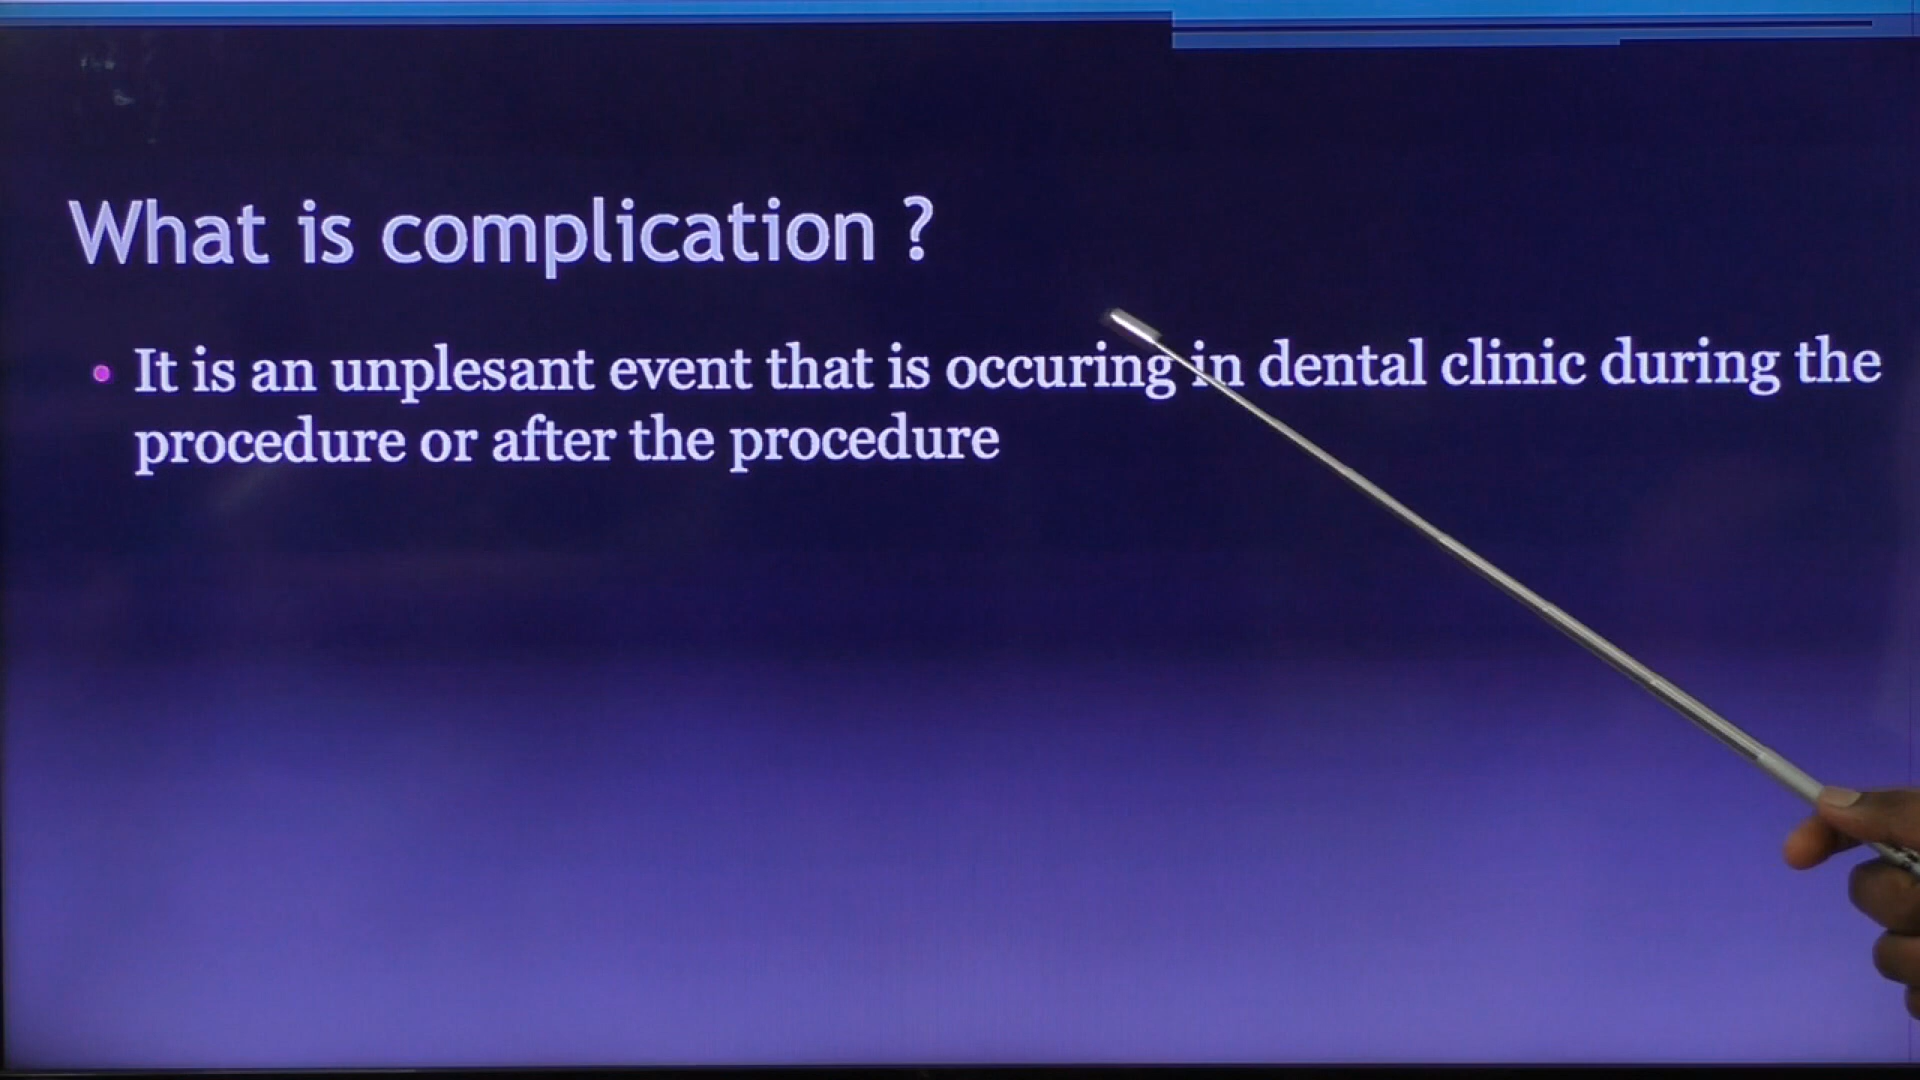 What is complication ?
• It is an unplesant event that is occuring in dental clinic during the
procedure or after the procedure